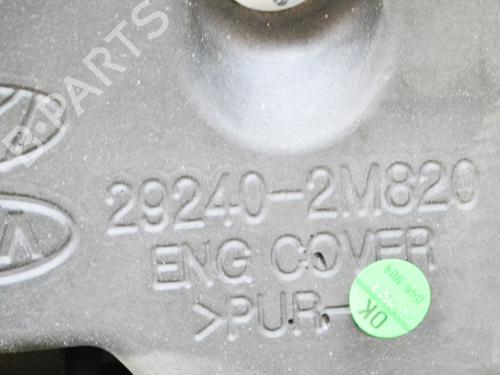 B-PARTS
29240-2M820
ENG COVER
>PUR-
OK